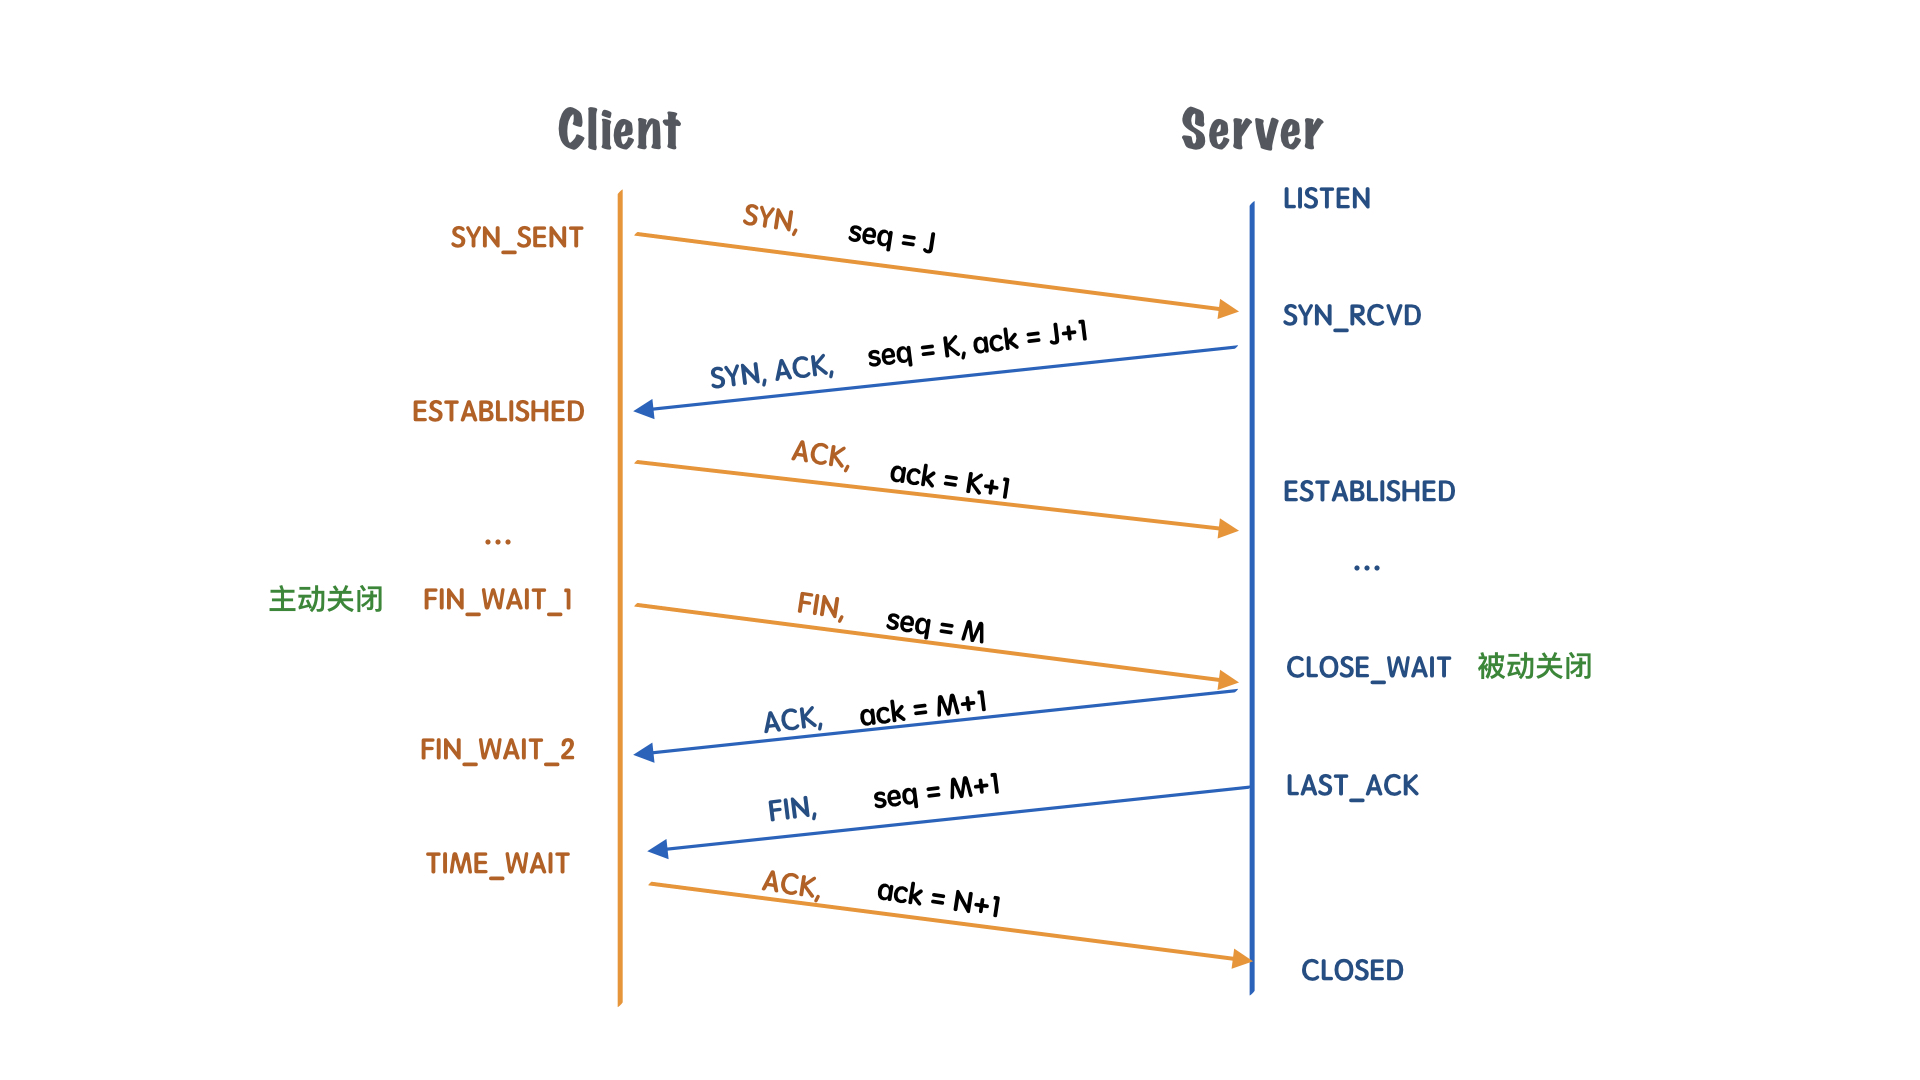 Client
Server
LISTEN
SYN_SENT
SYN, seq = J
SYN_RCVD
SYN, ACK, seq = K, ack = J+1
ESTABLISHED
ACK, ack = K+1
ESTABLISHED
...
...
主动关闭 FIN_WAIT_1
FIN, seq = M
CLOSE_WAIT 被动关闭
ACK, ack = M+1
FIN_WAIT_2
FIN, seq = M+1
LAST_ACK
TIME_WAIT
ACK, ack = N+1
CLOSED